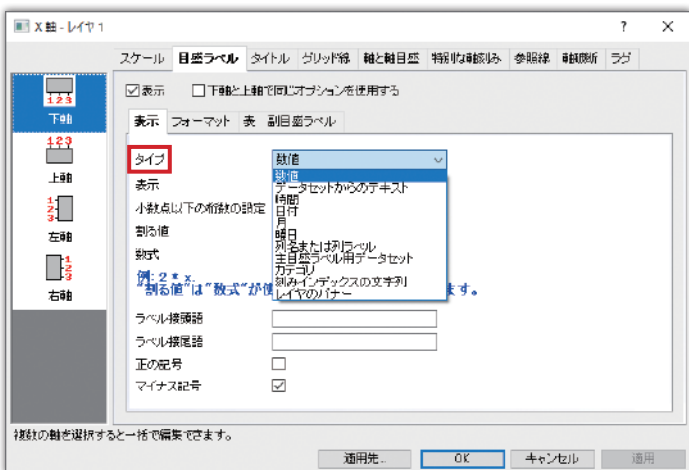 X 軸 - レイヤ 1
? ×
スケール 目盛ラベル タイトル グリッド線 軸と軸目盛 特別な軸刻み 参照線 軸断断 ラグ
123
下軸
123
上軸
1
2
3
左軸
1
2
3
右軸
表示 下軸と上軸で同じオプションを使用する
表示 フォーマット 表 副目盛ラベル
タイプ 数値
数値
データセットからのテキスト
時間
日付
月
曜日
列名または列ラベル
主目盛ラベル用データセット
カテゴリ
刻みインデックスの文字列
レイヤのバナー
表示
小数点以下の桁数の設定
割る値
数式
例: 2 * x.
"割る値"は"数式"が使 ます。
ラベル接頭語
ラベル接尾語
正の記号
マイナス記号
複数の軸を選択すると一括で編集できます。
適用先... OK キャンセル 適用